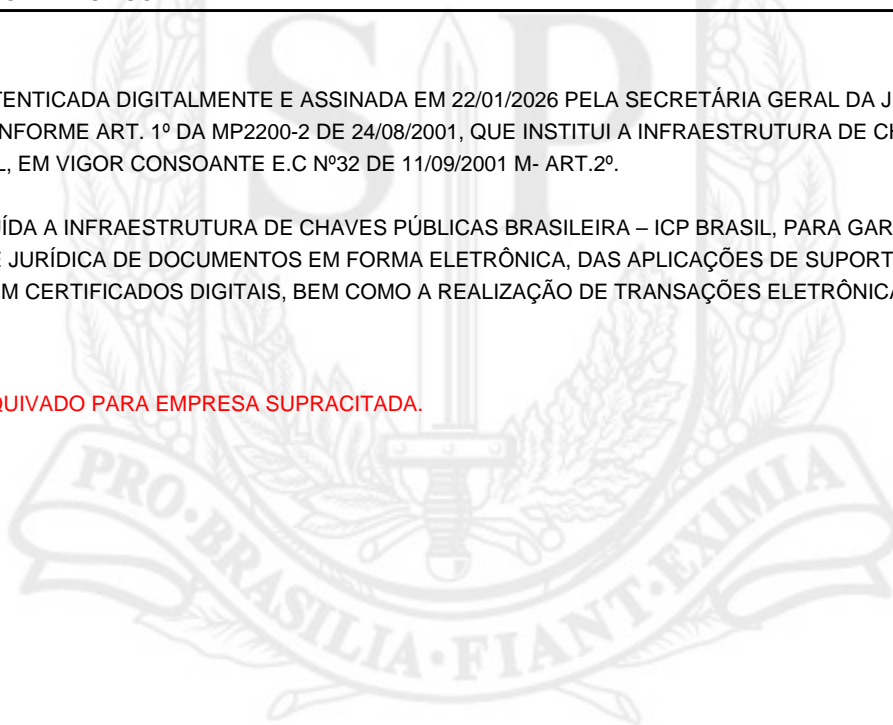 TENTICADA DIGITALMENTE E ASSINADA EM 22/01/2026 PELA SECRETÁRIA GERAL DA J
NFORME ART. 1º DA MP2200-2 DE 24/08/2001, QUE INSTITUI A INFRAESTRUTURA DE CH
L, EM VIGOR CONSOANTE E.C Nº32 DE 11/09/2001 M- ART.2º.
ÍDA A INFRAESTRUTURA DE CHAVES PÚBLICAS BRASILEIRA – ICP BRASIL, PARA GAR
E JURÍDICA DE DOCUMENTOS EM FORMA ELETRÔNICA, DAS APLICAÇÕES DE SUPORT
M CERTIFICADOS DIGITAIS, BEM COMO A REALIZAÇÃO DE TRANSAÇÕES ELETRÔNICA
QUIVADO PARA EMPRESA SUPRACITADA.
SP
PRO·BRASILIA·FIANT·EXIMIA